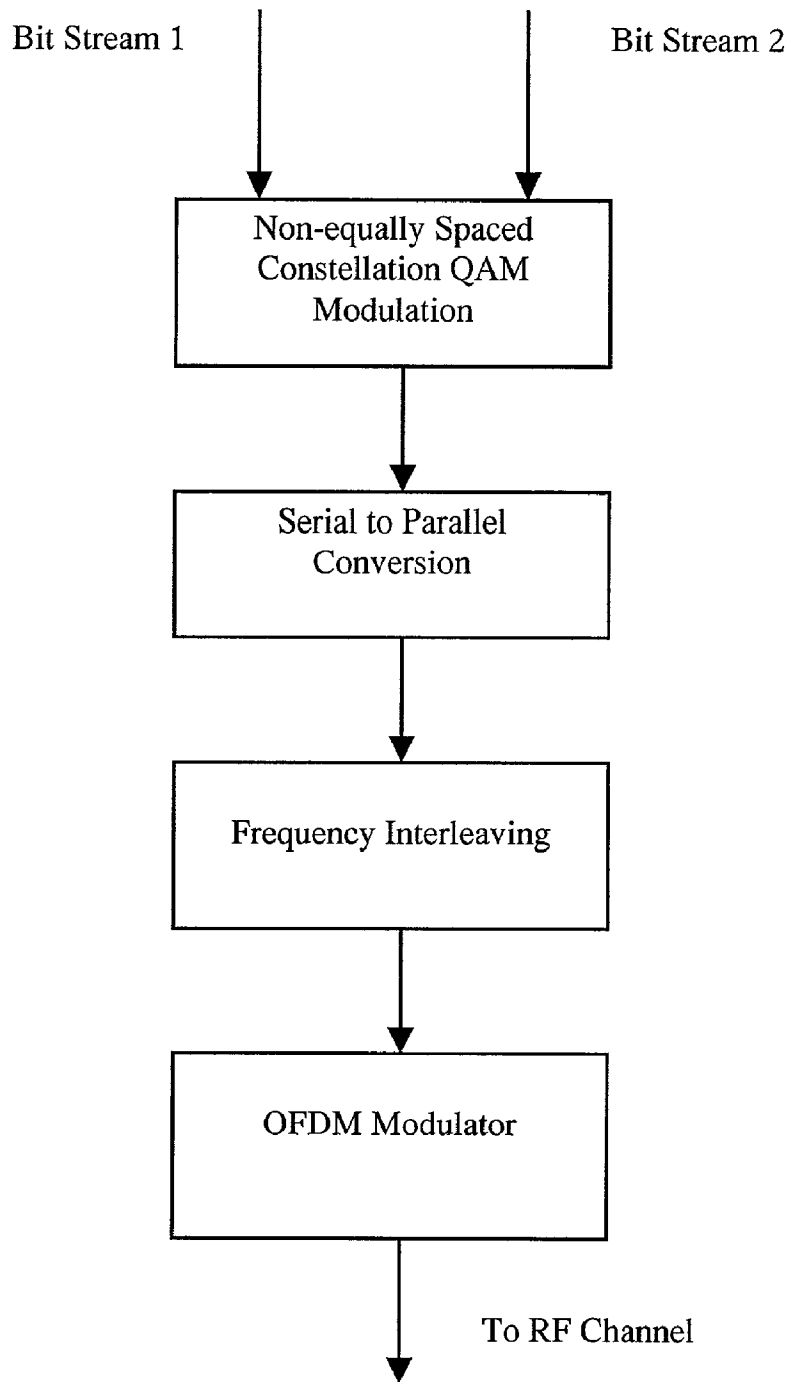 Bit Stream 1
Bit Stream 2
Non-equally Spaced
Constellation QAM
Modulation
Serial to Parallel
Conversion
Frequency Interleaving
OFDM Modulator
To RF Channel